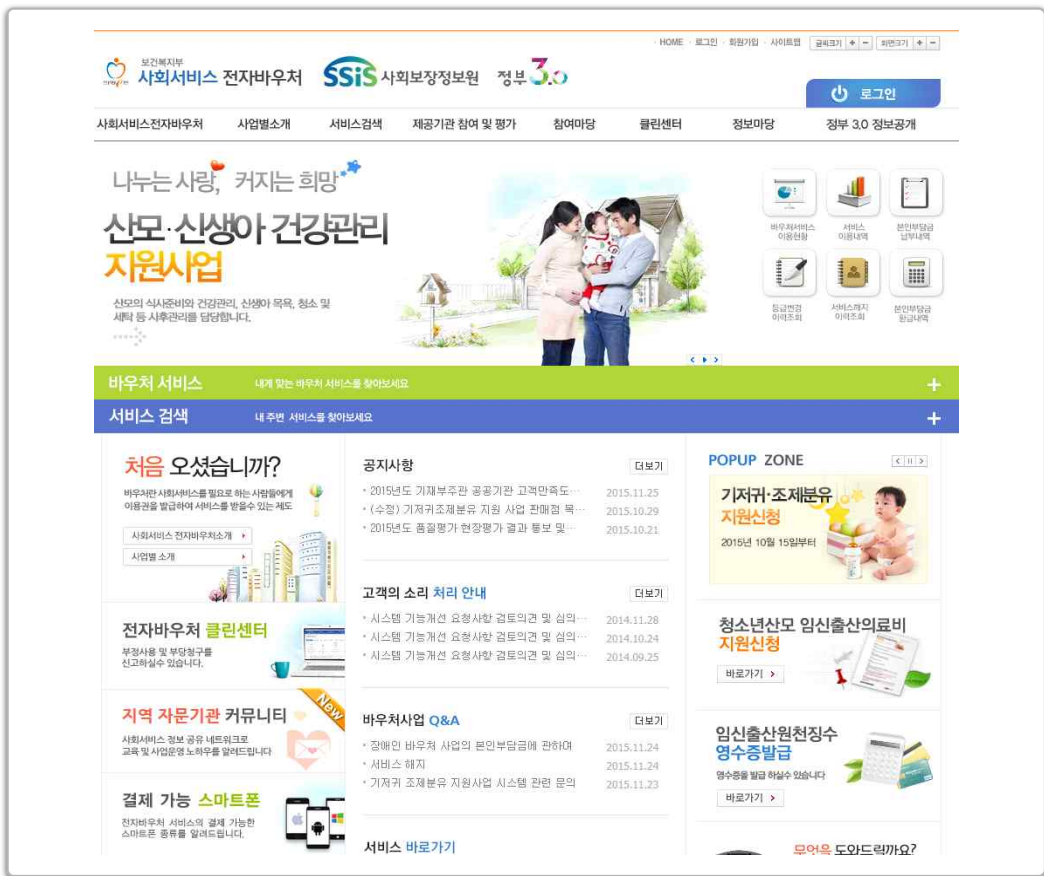 HOME 로그인 회원가입 사이트맵 글씨크기 + - 화면크기 + -
보건복지부
사회서비스 전자바우처 SSiS 사회보장정보원 정부3.0
로그인
사회서비스전자바우처 사업별소개 서비스검색 제공기관 참여 및 평가 참여마당 클린센터 정보마당 정부 3.0 정보공개
나누는 사랑, 커지는 희망
산모·신생아 건강관리
지원사업
산모의 식사준비와 건강관리, 신생아 목욕, 청소 및
세탁 등 사후관리를 담당합니다.
바우처서비스
이용현황
서비스
이용내역
본인부담금
납부내역
등급변경
이력조회
서비스해지
이력조회
본인부담금
환급내역
바우처 서비스 내게 맞는 바우처 서비스를 찾아보세요 +
서비스 검색 내 주변 서비스를 찾아보세요 +
처음 오셨습니까?
바우처란 사회서비스를 필요로 하는 사람들에게
이용권을 발급하여 서비스를 받을수 있는 제도
사회서비스 전자바우처소개
사업별 소개
전자바우처 클린센터
부정사용 및 부당청구를
신고하실수 있습니다.
지역 자문기관 커뮤니티
New
사회서비스 정보 공유 네트워크로
교육 및 사업운영 노하우를 알려드립니다
결제 가능 스마트폰
전자바우처 서비스의 결제 가능한
스마트폰 종류를 알려드립니다.
공지사항 더보기
· 2015년도 기재부주관 공공기관 고객만족도… 2015.11.25
· (수정) 기저귀조제분유 지원 사업 판매점 목… 2015.10.29
· 2015년도 품질평가 현장평가 결과 통보 및… 2015.10.21
고객의 소리 처리 안내 더보기
· 시스템 기능개선 요청사항 검토의견 및 심의… 2014.11.28
· 시스템 기능개선 요청사항 검토의견 및 심의… 2014.10.24
· 시스템 기능개선 요청사항 검토의견 및 심의… 2014.09.25
바우처사업 Q&A 더보기
· 장애인 바우처 사업의 본인부담금에 관하여 2015.11.24
· 서비스 해지 2015.11.24
· 기저귀 조제분유 지원사업 시스템 관련 문의 2015.11.23
서비스 바로가기
POPUP ZONE
기저귀·조제분유
지원신청
2015년 10월 15일부터
청소년산모 임신출산의료비
지원신청
바로가기
임신출산원천징수
영수증발급
영수증을 발급 하실수 있습니다
바로가기
무엇을 도와드릴까요?